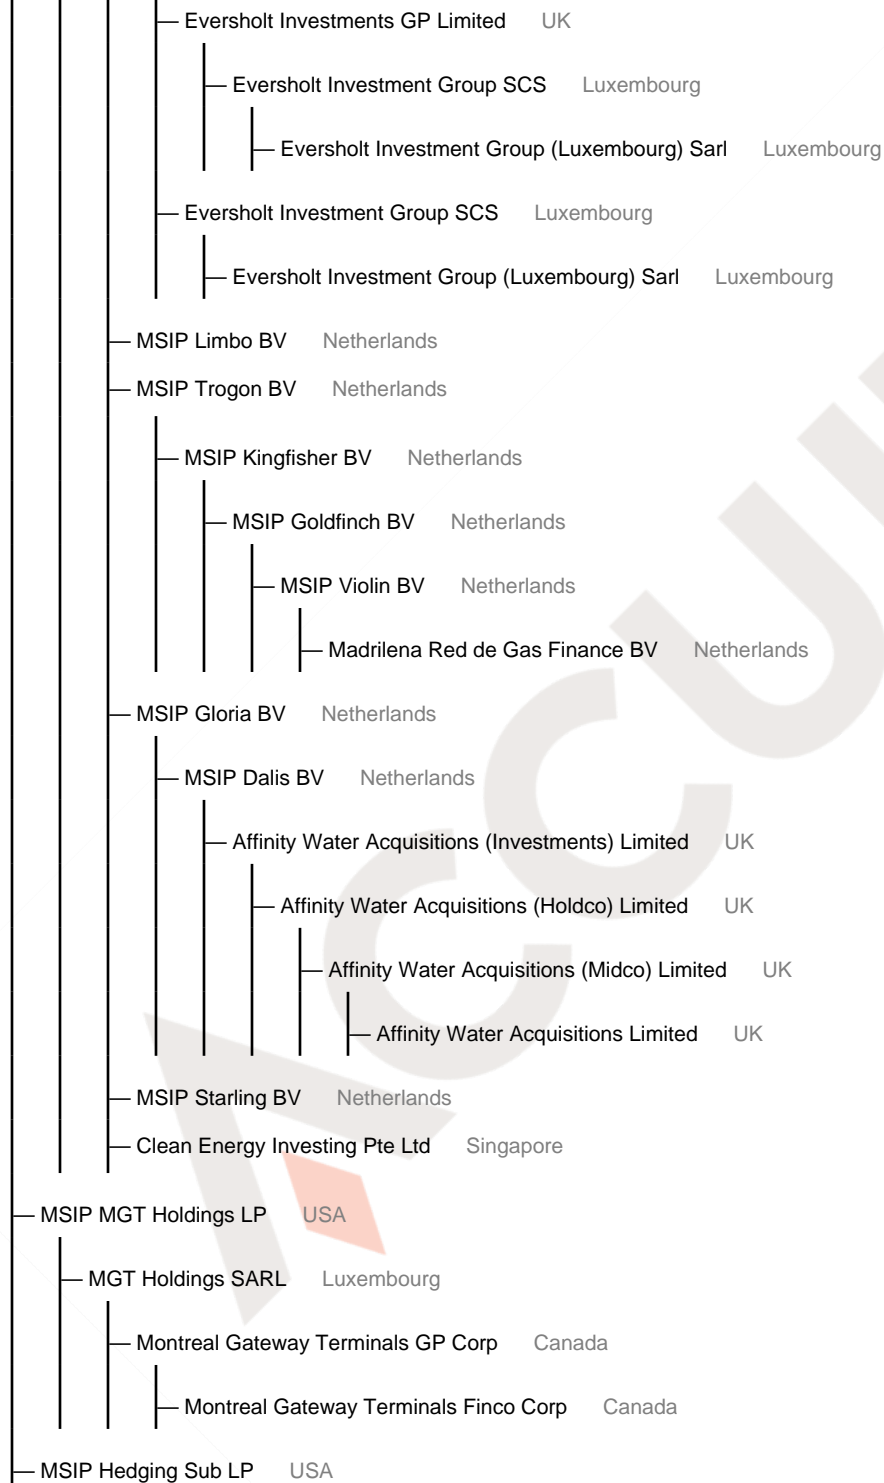 Eversholt Investments GP Limited UK
Eversholt Investment Group SCS Luxembourg
Eversholt Investment Group (Luxembourg) Sarl Luxembourg
Eversholt Investment Group SCS Luxembourg
Eversholt Investment Group (Luxembourg) Sarl Luxembourg
MSIP Limbo BV Netherlands
MSIP Trogon BV Netherlands
MSIP Kingfisher BV Netherlands
MSIP Goldfinch BV Netherlands
MSIP Violin BV Netherlands
Madrilena Red de Gas Finance BV Netherlands
MSIP Gloria BV Netherlands
MSIP Dalis BV Netherlands
Affinity Water Acquisitions (Investments) Limited UK
Affinity Water Acquisitions (Holdco) Limited UK
Affinity Water Acquisitions (Midco) Limited UK
Affinity Water Acquisitions Limited UK
MSIP Starling BV Netherlands
Clean Energy Investing Pte Ltd Singapore
MSIP MGT Holdings LP USA
MGT Holdings SARL Luxembourg
Montreal Gateway Terminals GP Corp Canada
Montreal Gateway Terminals Finco Corp Canada
MSIP Hedging Sub LP USA